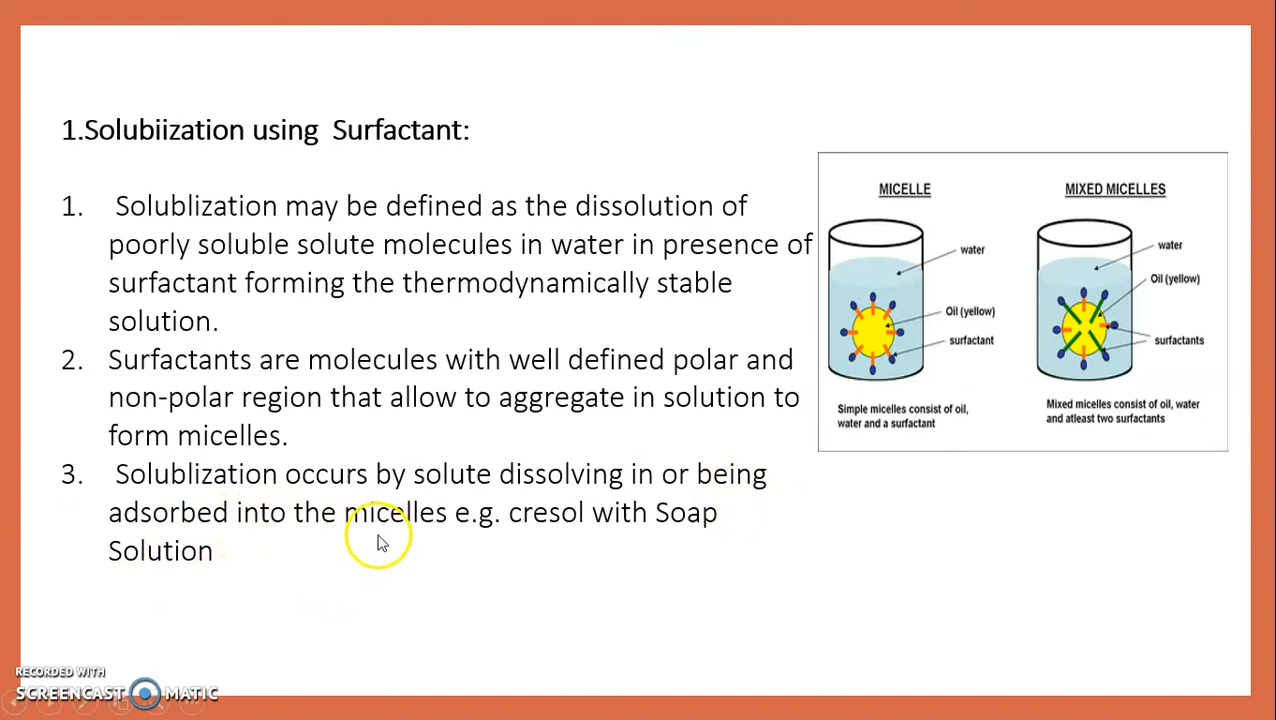 1.Solubiization using Surfactant:
1. Solublization may be defined as the dissolution of
poorly soluble solute molecules in water in presence of
surfactant forming the thermodynamically stable
solution.
2. Surfactants are molecules with well defined polar and
non-polar region that allow to aggregate in solution to
form micelles.
3. Solublization occurs by solute dissolving in or being
adsorbed into the micelles e.g. cresol with Soap
Solution
MICELLE
water
Oil (yellow)
surfactant
Simple micelles consist of oil,
water and a surfactant
MIXED MICELLES
water
Oil (yellow)
surfactants
Mixed micelles consist of oil, water
and atleast two surfactants
RECORDED WITH
SCREENCAST MATIC